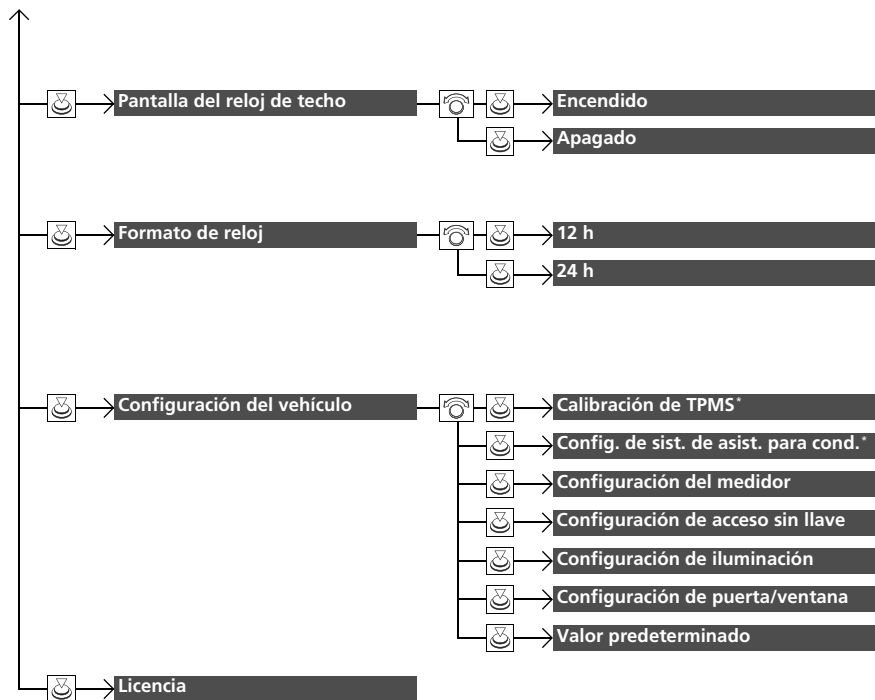 Pantalla del reloj de techo
Encendido
Apagado
Formato de reloj
12 h
24 h
Configuración del vehículo
Calibración de TPMS*
Config. de sist. de asist. para cond.*
Configuración del medidor
Configuración de acceso sin llave
Configuración de iluminación
Configuración de puerta/ventana
Valor predeterminado
Licencia